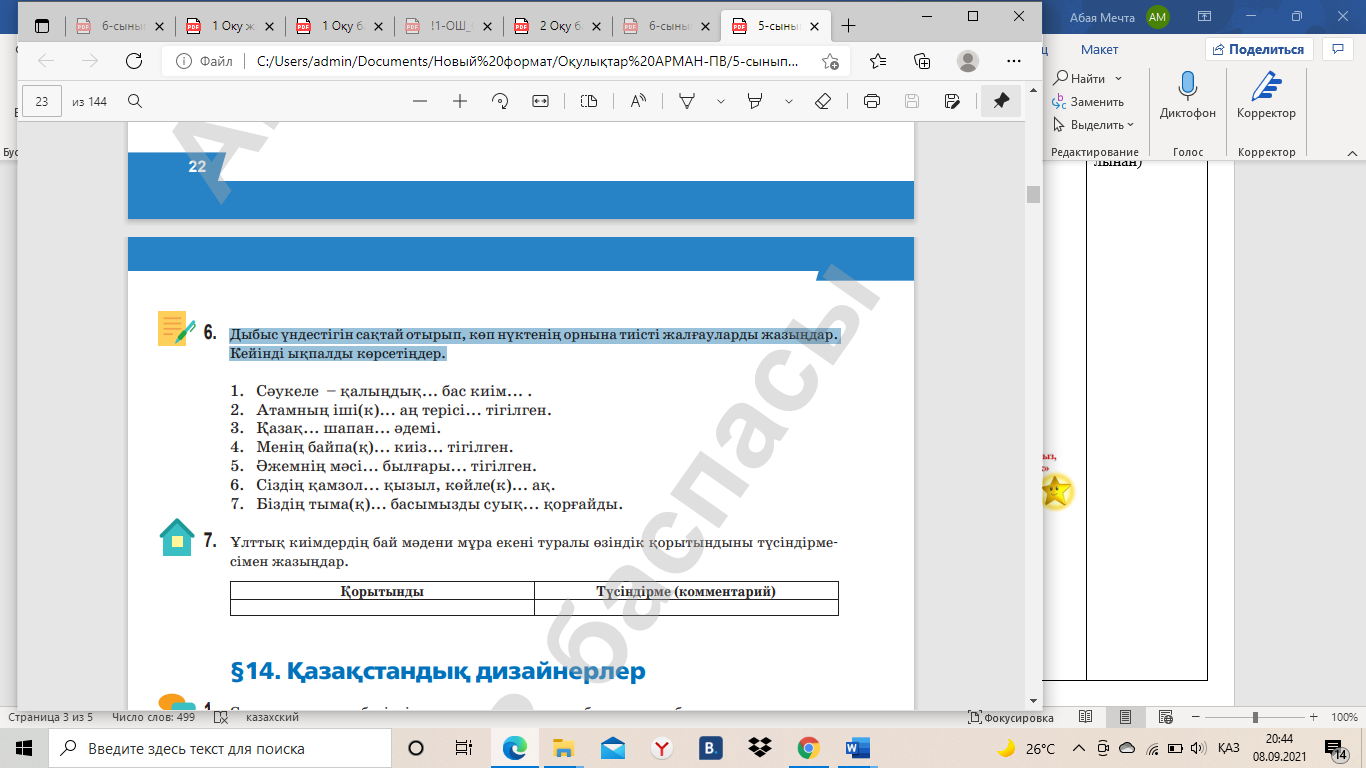 6-сынып
1 Оқу ж
1 Оқу б
!1-ОШ_
2 Оқу б
6-сынып
5-сынып
Абая Мечта
АМ
Файл
C:/Users/admin/Documents/Новый%20формат/Оқулықтар%20АРМАН-ПВ/5-сынып...
Макет
Поделиться
23
из 144
Найти
Заменить
Выделить
Диктофон
Корректор
Редактирование
Голос
Корректор
22
лынан)
6. Дыбыс үндестігін сақтай отырып, көп нүктенің орнына тиісті жалғауларды жазыңдар.
Кейінді ықпалды көрсетіңдер.
1. Сәукеле – қалыңдық... бас киім... .
2. Атамның іші(к)... аң терісі... тігілген.
3. Қазақ... шапан... әдемі.
4. Менің байпа(қ)... киіз... тігілген.
5. Әжемнің мәсі... былғары... тігілген.
6. Сіздің қамзол... қызыл, көйле(к)... ақ.
7. Біздің тыма(қ)... басымызды суық... қорғайды.
7. Ұлттық киімдердің бай мәдени мұра екені туралы өзіндік қорытындыны түсіндірме-
сімен жазыңдар.
Қорытынды
Түсіндірме (комментарий)
§14. Қазақстандық дизайнерлер
баспасы
Страница 3 из 5
Число слов: 499
казахский
Фокусировка
100%
Введите здесь текст для поиска
26°C
ҚАЗ
20:44
08.09.2021
14